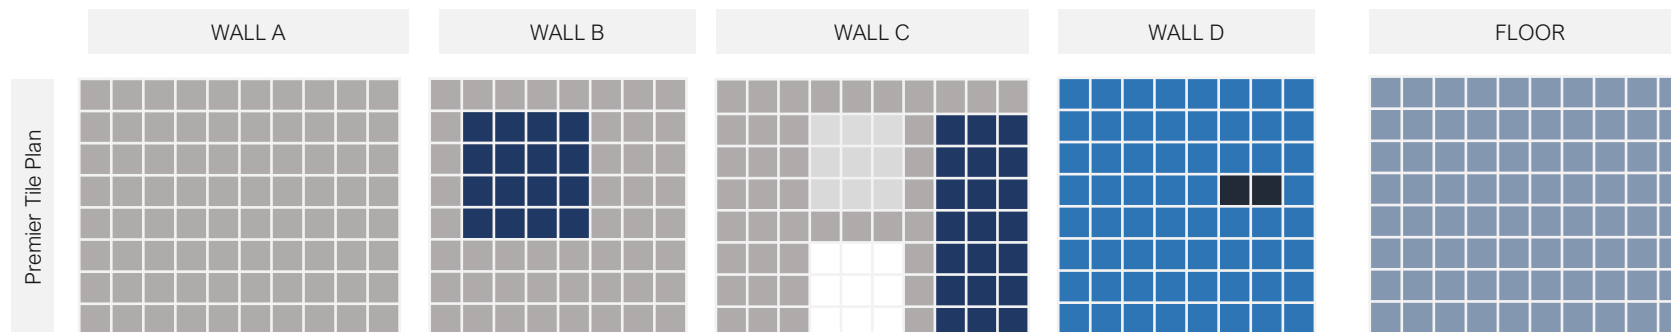 WALL A
WALL B
WALL C
WALL D
FLOOR
Premier Tile Plan